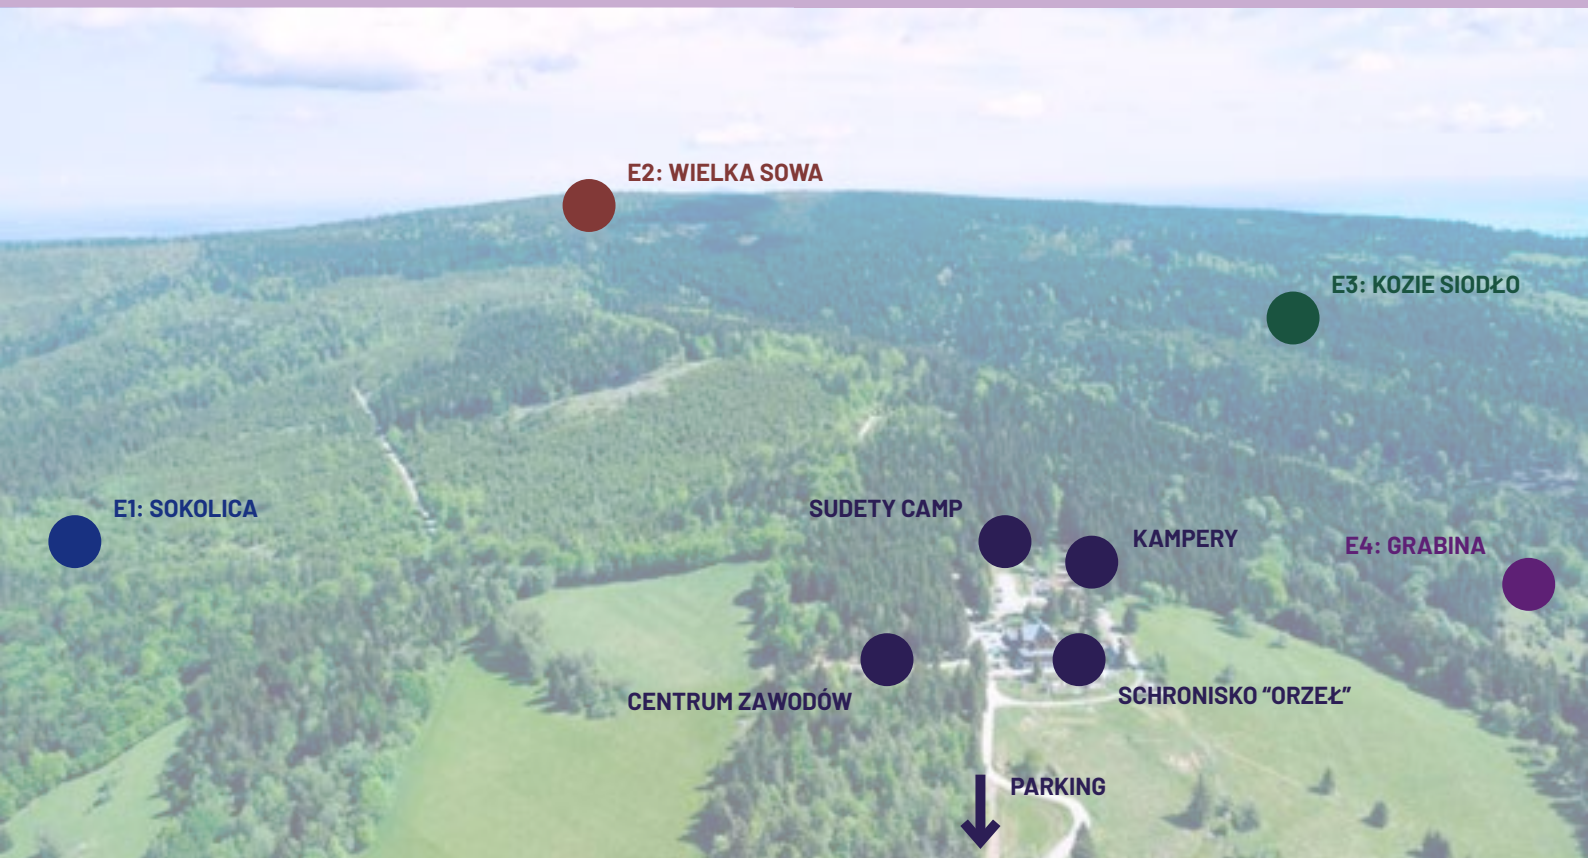 E2: WIELKA SOWA
E3: KOZIE SIODŁO
E1: SOKOLICA
SUDETY CAMP
KAMPERY
E4: GRABINA
CENTRUM ZAWODÓW
SCHRONISKO “ORZEŁ”
PARKING